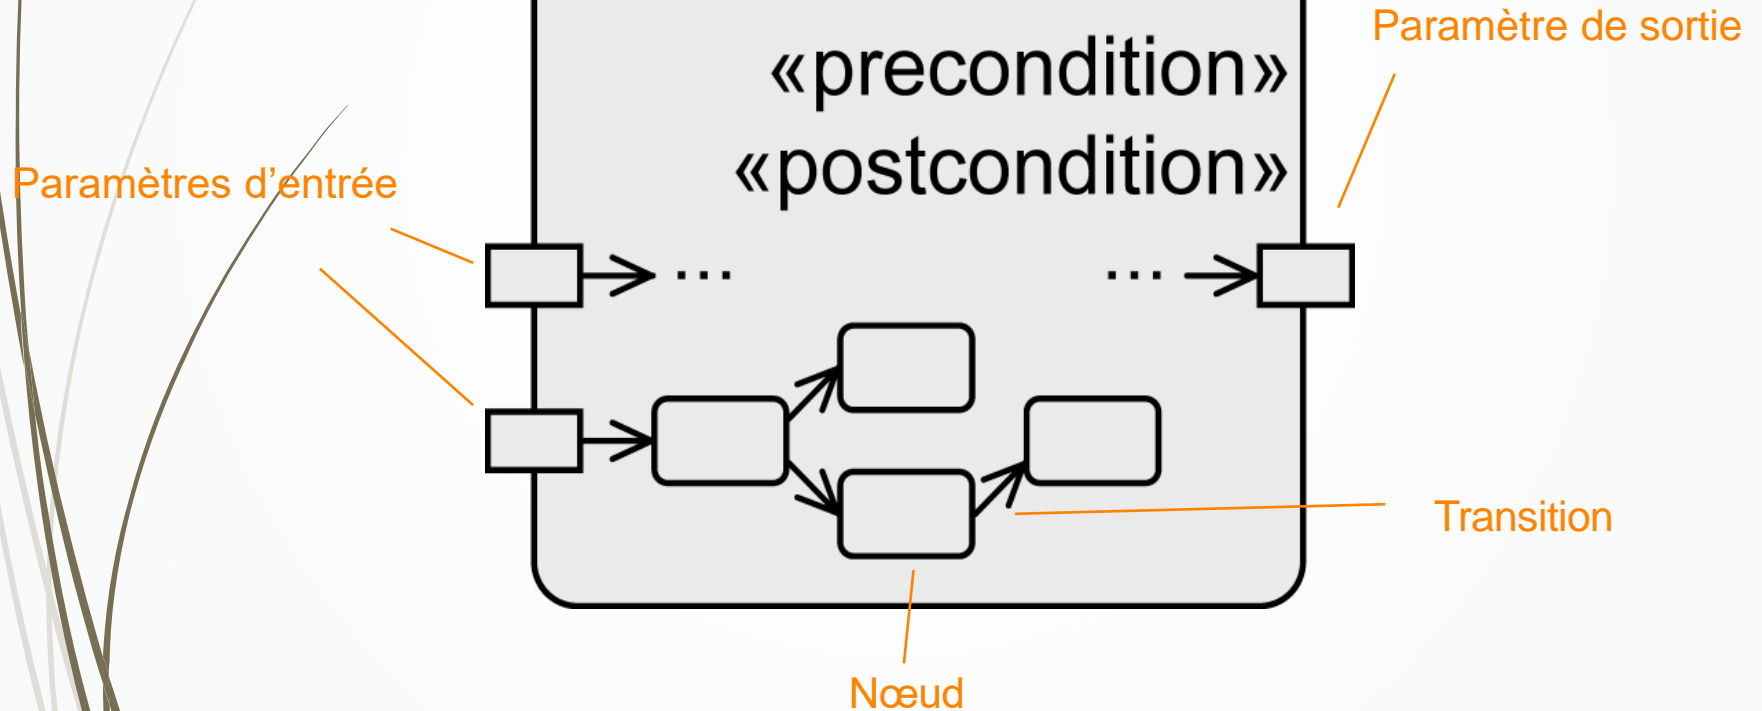 Paramètre de sortie
«precondition»
«postcondition»
Paramètres d’entrée
...
...
Transition
Nœud